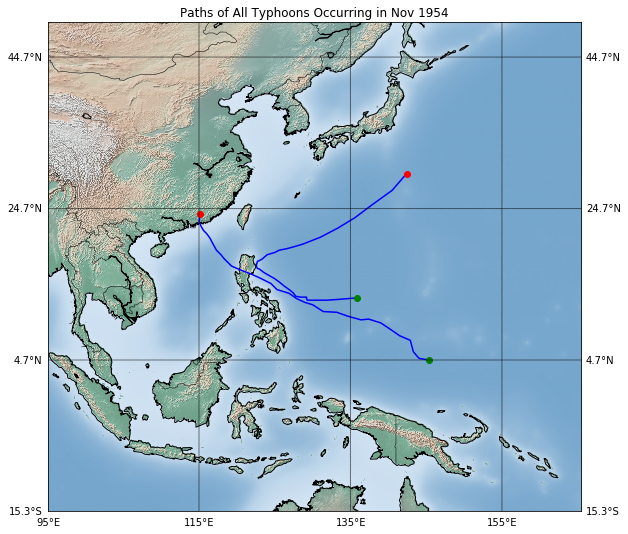 Paths of All Typhoons Occurring in Nov 1954
44.7°N 44.7°N
24.7°N 24.7°N
4.7°N 4.7°N
15.3°S 15.3°S
95°E 115°E 135°E 155°E